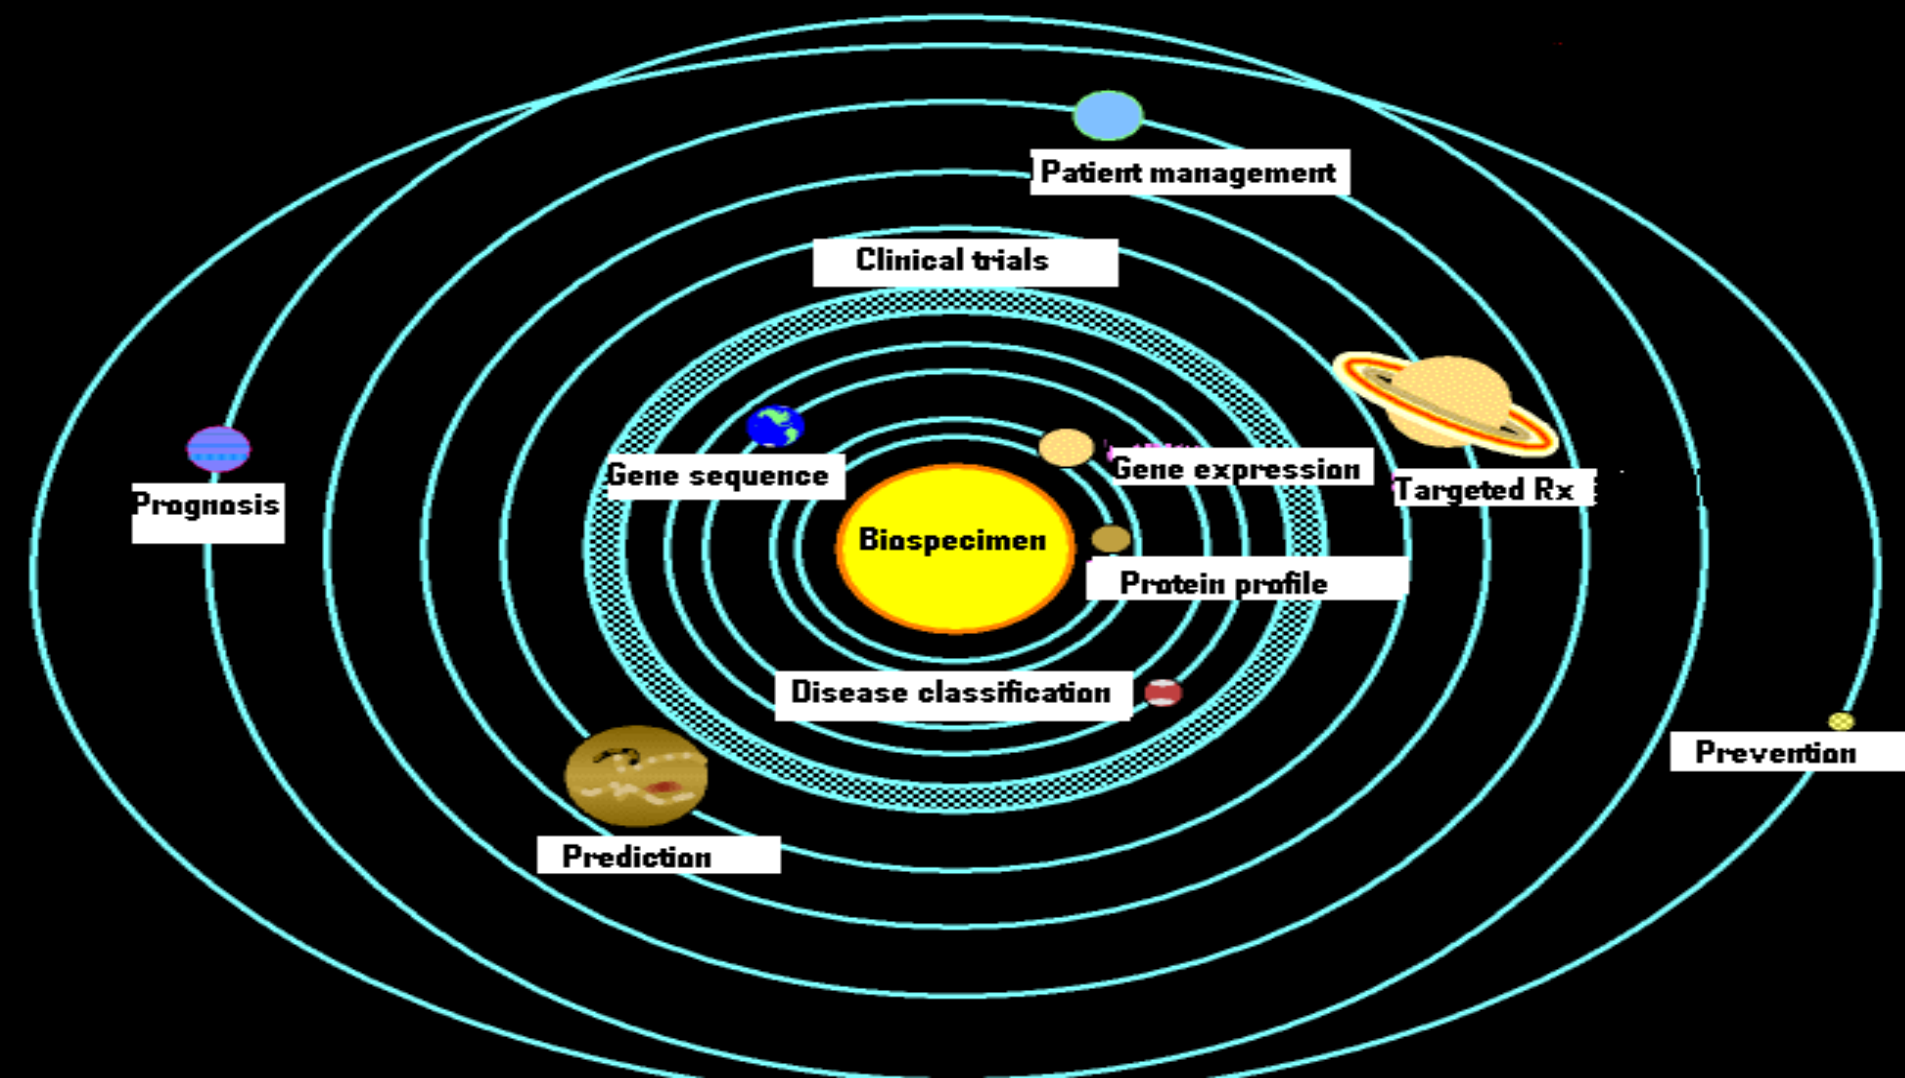 Patient management
Clinical trials
Gene sequence
Gene expression
Targeted Rx
Prognosis
Biospecimen
Protein profile
Disease classification
Prevention
Prediction